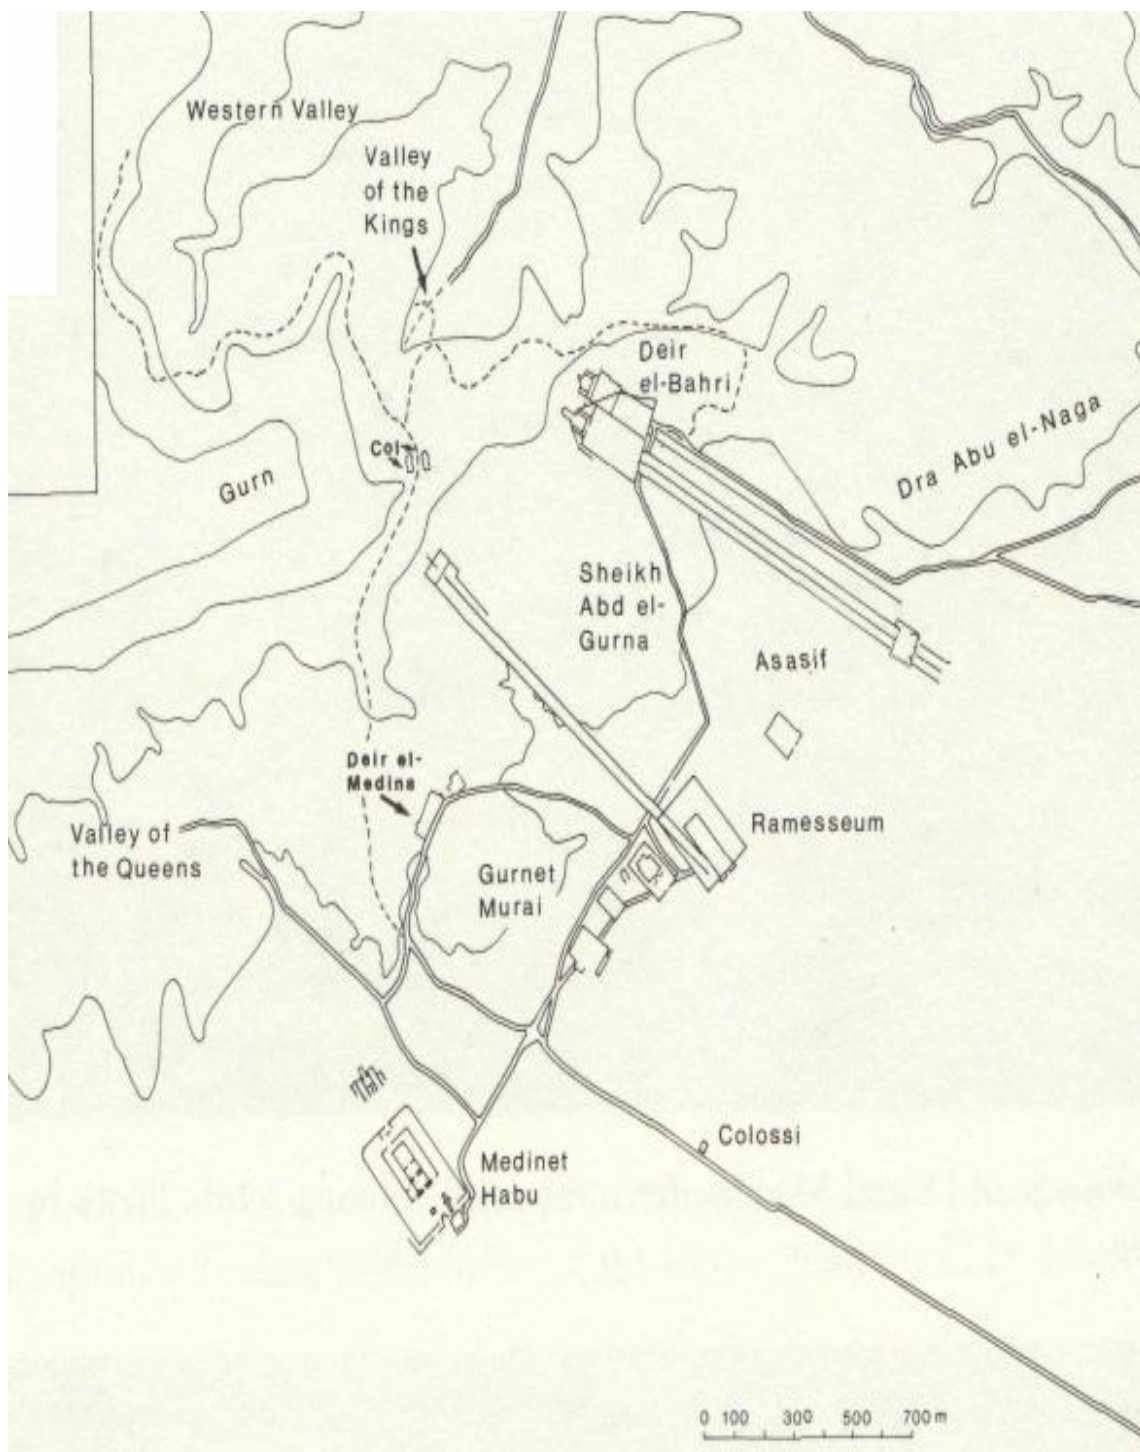 Western Valley
Valley
of the
Kings
Deir
el-Bahri
Dra Abu el-Naga
Col
Gurn
Sheikh
Abd el-
Gurna
Asasif
Deir el-
Medina
Valley of
the Queens
Ramesseum
Gurnet
Murai
Colossi
Medinet
Habu
0 100 300 500 700 m